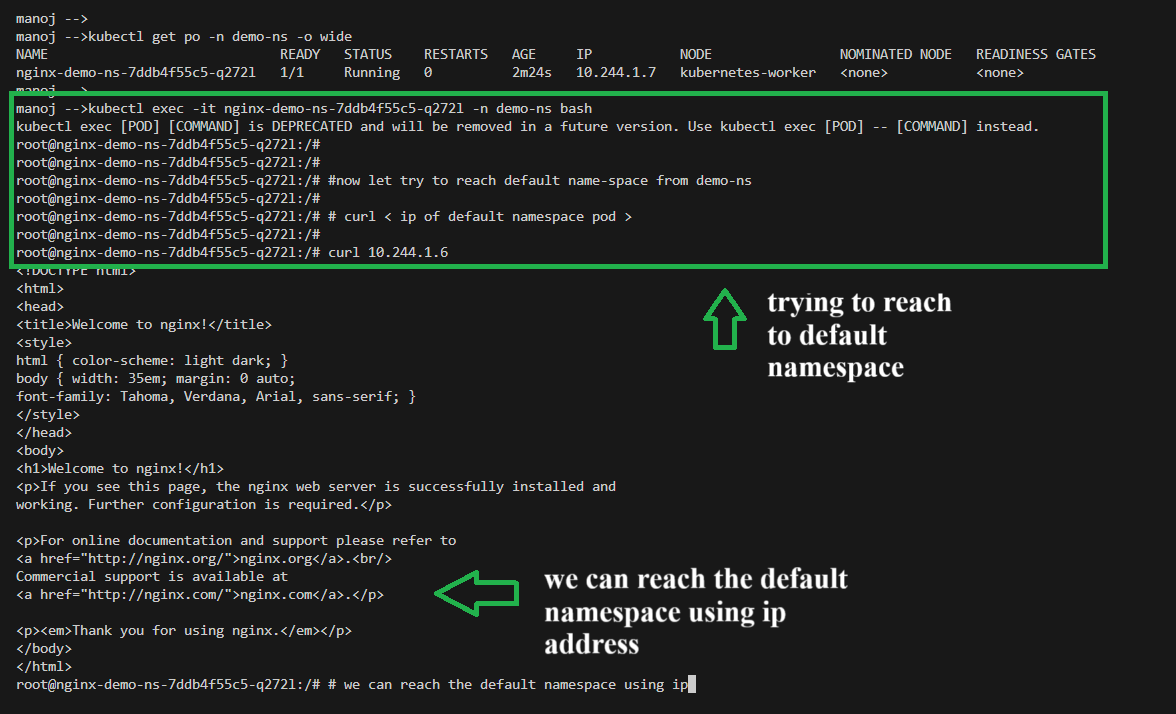 manoj -->
manoj -->kubectl get po -n demo-ns -o wide
NAME READY STATUS RESTARTS AGE IP NODE NOMINATED NODE READINESS GATES
nginx-demo-ns-7ddb4f55c5-q272l 1/1 Running 0 2m24s 10.244.1.7 kubernetes-worker <none> <none>
manoj -->
manoj -->kubectl exec -it nginx-demo-ns-7ddb4f55c5-q272l -n demo-ns bash
kubectl exec [POD] [COMMAND] is DEPRECATED and will be removed in a future version. Use kubectl exec [POD] -- [COMMAND] instead.
root@nginx-demo-ns-7ddb4f55c5-q272l:/#
root@nginx-demo-ns-7ddb4f55c5-q272l:/#
root@nginx-demo-ns-7ddb4f55c5-q272l:/# #now let try to reach default name-space from demo-ns
root@nginx-demo-ns-7ddb4f55c5-q272l:/#
root@nginx-demo-ns-7ddb4f55c5-q272l:/# # curl < ip of default namespace pod >
root@nginx-demo-ns-7ddb4f55c5-q272l:/#
root@nginx-demo-ns-7ddb4f55c5-q272l:/# curl 10.244.1.6
<!DOCTYPE html>
<html>
<head>
<title>Welcome to nginx!</title>
<style>
html { color-scheme: light dark; }
body { width: 35em; margin: 0 auto;
font-family: Tahoma, Verdana, Arial, sans-serif; }
</style>
</head>
<body>
<h1>Welcome to nginx!</h1>
<p>If you see this page, the nginx web server is successfully installed and
working. Further configuration is required.</p>
trying to reach
to default
namespace
<p>For online documentation and support please refer to
<a href="http://nginx.org/">nginx.org</a>.<br/>
Commercial support is available at
<a href="http://nginx.com/">nginx.com</a>.</p>
we can reach the default
namespace using ip
address
<p><em>Thank you for using nginx.</em></p>
</body>
</html>
root@nginx-demo-ns-7ddb4f55c5-q272l:/# # we can reach the default namespace using ip